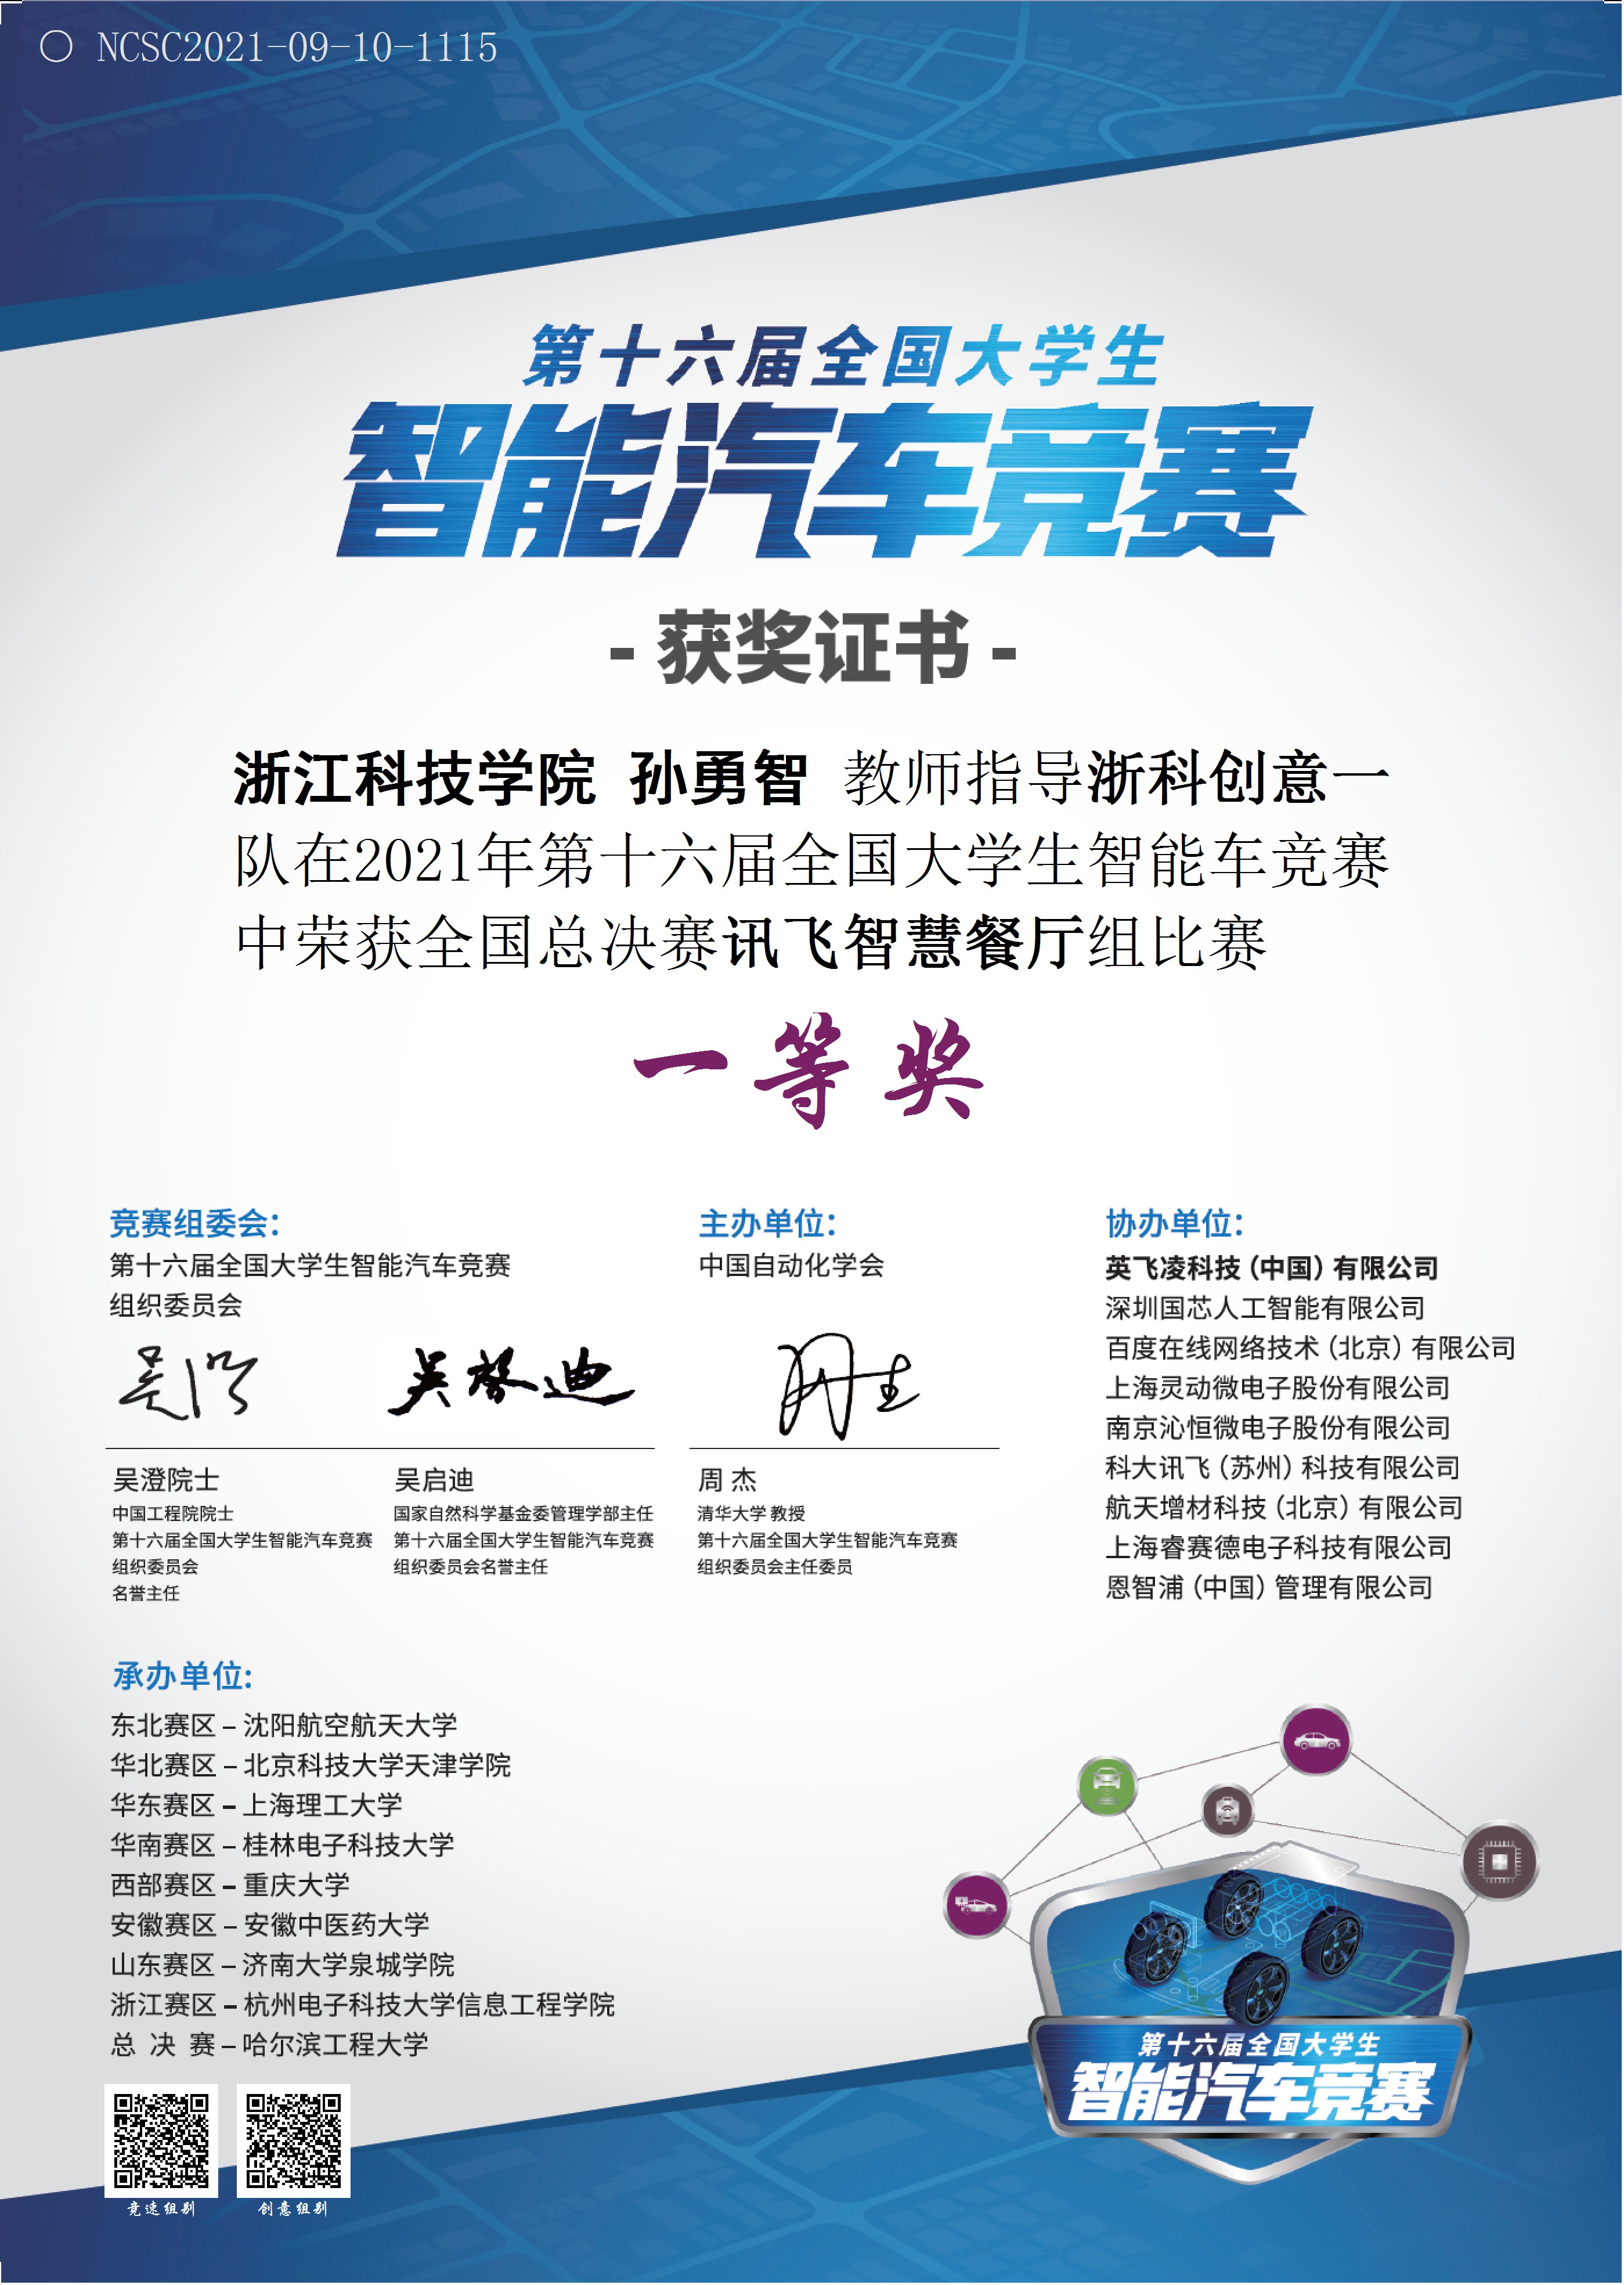 ○ NCSC2021-09-10-1115
第十六届全国大学生
智能汽车竞赛
- 获奖证书 -
浙江科技学院 孙勇智 教师指导浙科创意一
队在2021年第十六届全国大学生智能车竞赛
中荣获全国总决赛讯飞智慧餐厅组比赛
一等奖
竞赛组委会：
第十六届全国大学生智能汽车竞赛
组织委员会
吴澄
吴启迪
吴澄院士
中国工程院院士
第十六届全国大学生智能汽车竞赛
组织委员会
名誉主任
吴启迪
国家自然科学基金委管理学部主任
第十六届全国大学生智能汽车竞赛
组织委员会名誉主任
主办单位：
中国自动化学会
周杰
周 杰
清华大学 教授
第十六届全国大学生智能汽车竞赛
组织委员会主任委员
协办单位：
英飞凌科技（中国）有限公司
深圳国芯人工智能有限公司
百度在线网络技术（北京）有限公司
上海灵动微电子股份有限公司
南京沁恒微电子股份有限公司
科大讯飞（苏州）科技有限公司
航天增材科技（北京）有限公司
上海睿赛德电子科技有限公司
恩智浦（中国）管理有限公司
承办单位:
东北赛区 – 沈阳航空航天大学
华北赛区 – 北京科技大学天津学院
华东赛区 – 上海理工大学
华南赛区 – 桂林电子科技大学
西部赛区 – 重庆大学
安徽赛区 – 安徽中医药大学
山东赛区 – 济南大学泉城学院
浙江赛区 – 杭州电子科技大学信息工程学院
总 决 赛 – 哈尔滨工程大学
竞速组别
创意组别
第十六届全国大学生
智能汽车竞赛